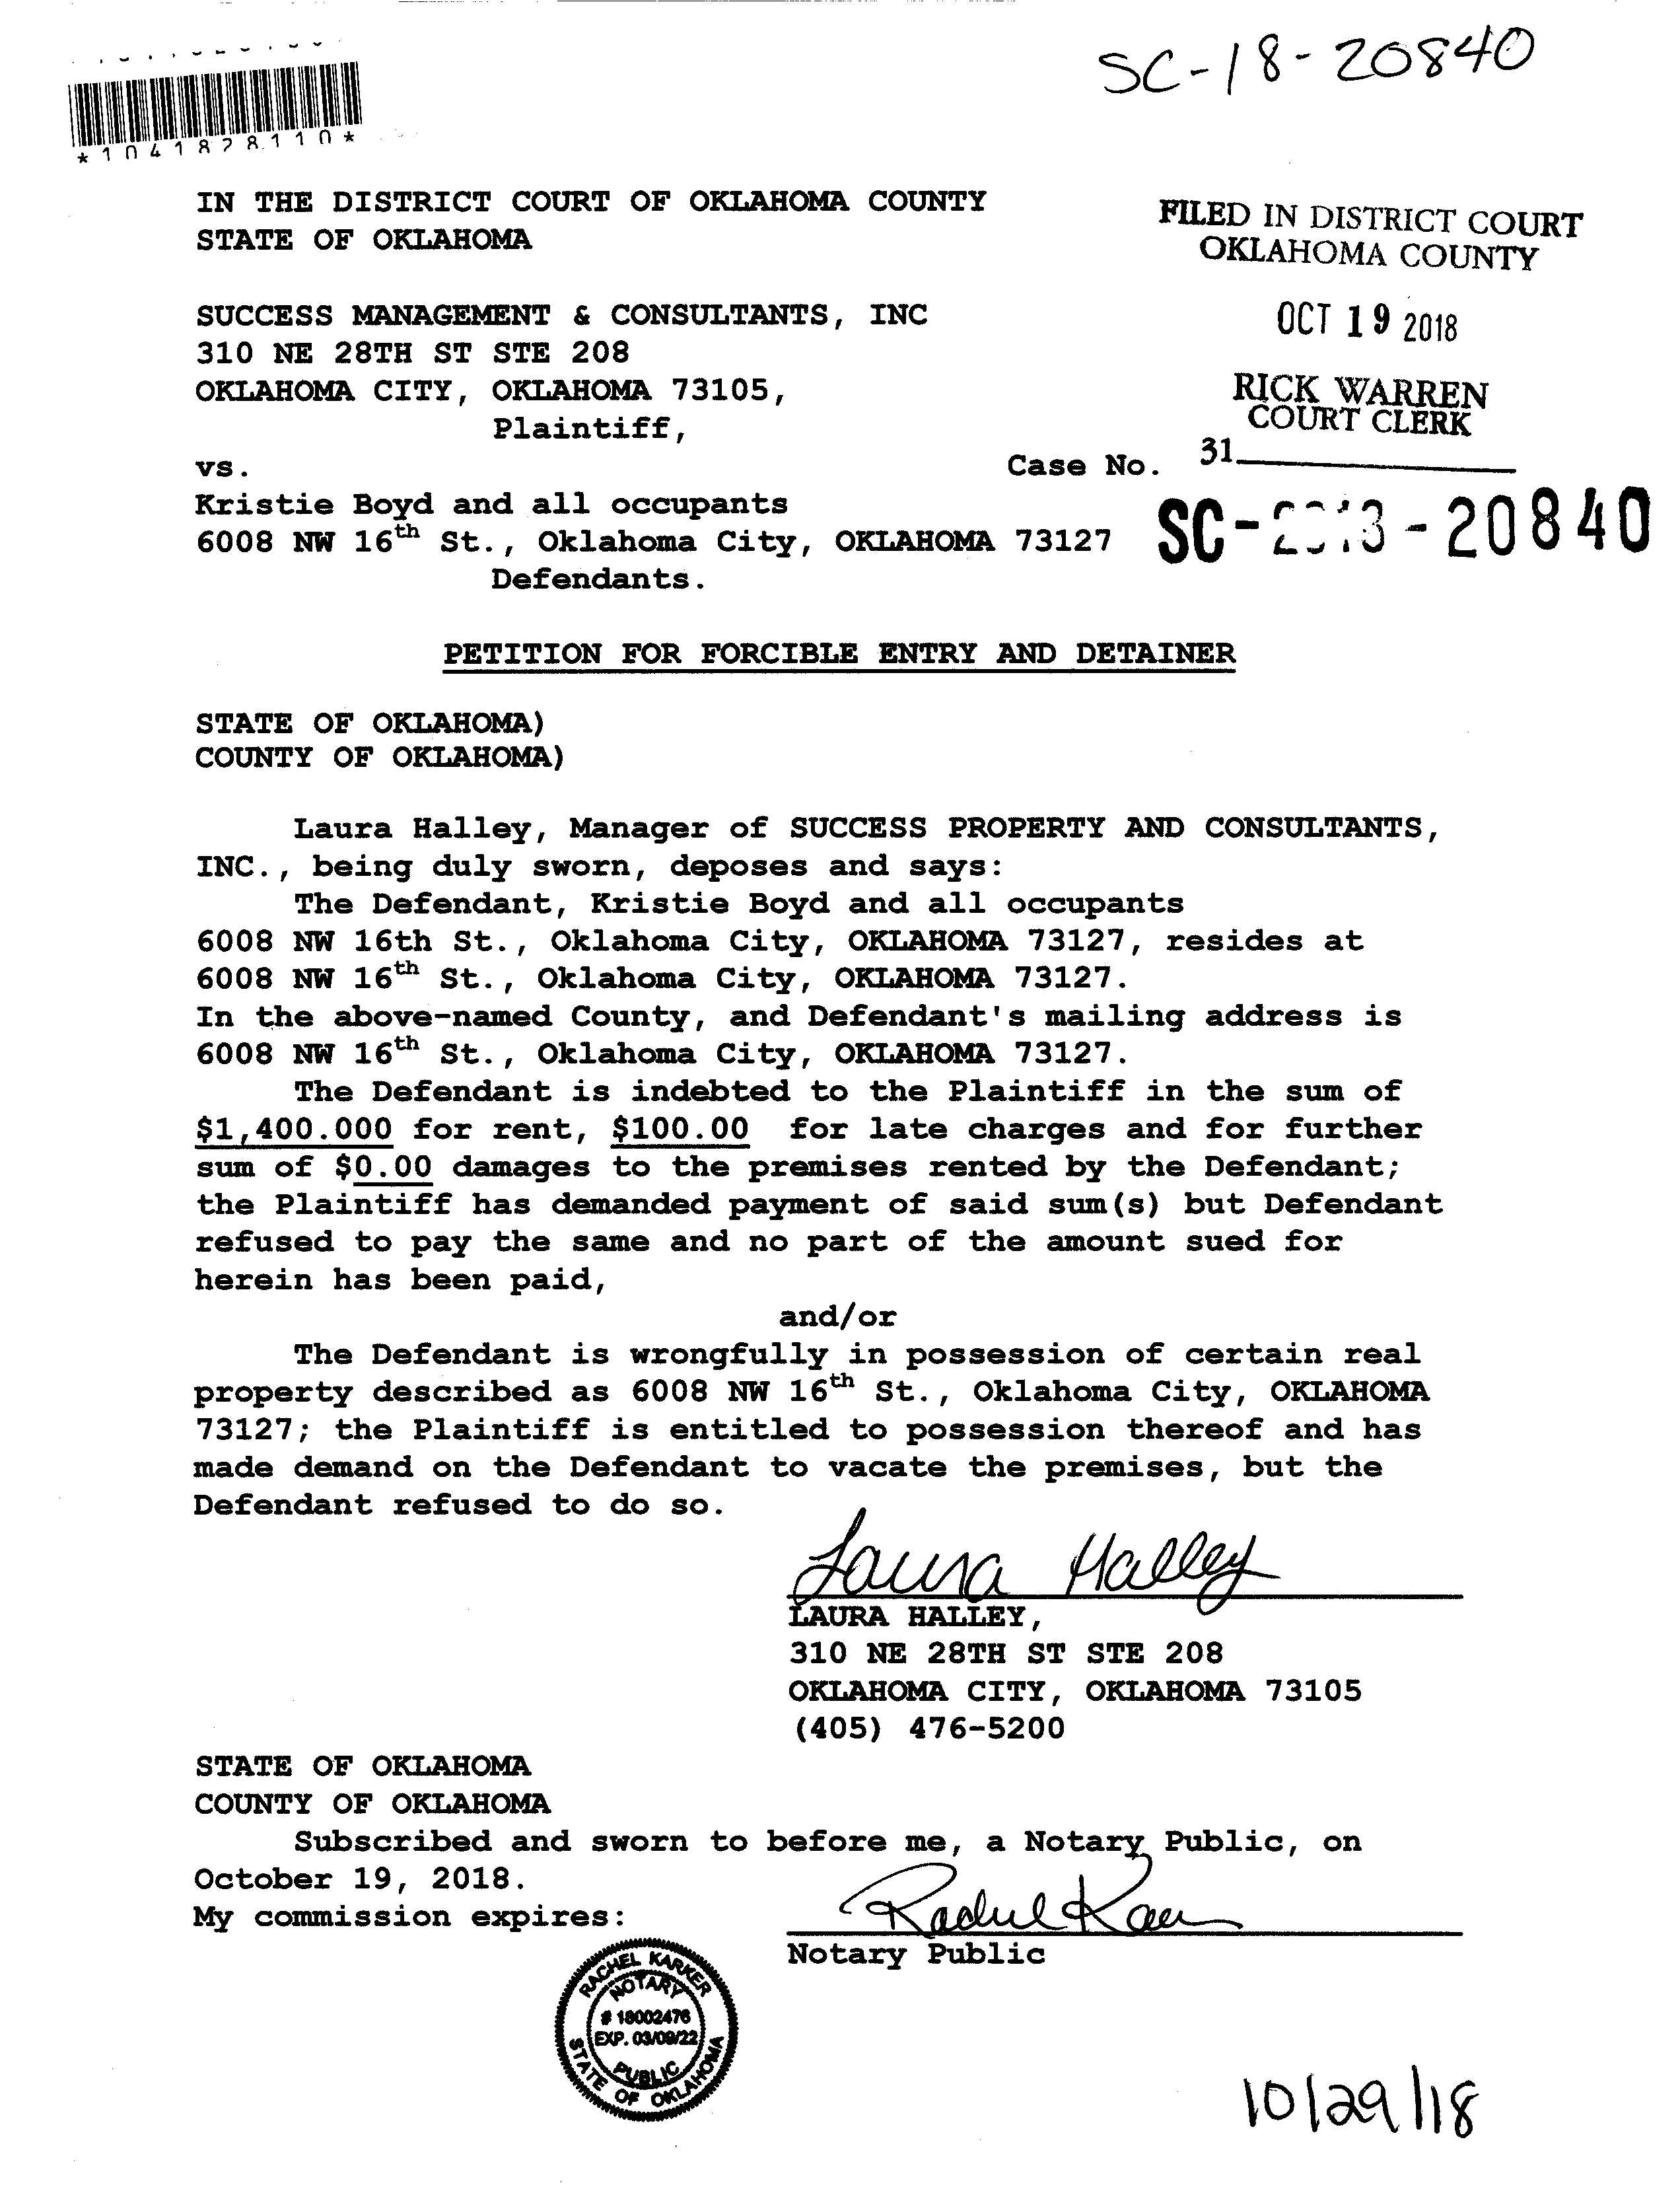 SC-18-20840
*1041828110*
IN THE DISTRICT COURT OF OKLAHOMA COUNTY
STATE OF OKLAHOMA
FILED IN DISTRICT COURT
OKLAHOMA COUNTY
OCT 19 2018
RICK WARREN
COURT CLERK
31
SUCCESS MANAGEMENT & CONSULTANTS, INC
310 NE 28TH ST STE 208
OKLAHOMA CITY, OKLAHOMA 73105,
Plaintiff,
vs.
Case No.
Kristie Boyd and all occupants
6008 NW 16th St., Oklahoma City, OKLAHOMA 73127
SC-2018-20840
Defendants.
PETITION FOR FORCIBLE ENTRY AND DETAINER
STATE OF OKLAHOMA)
COUNTY OF OKLAHOMA)
Laura Halley, Manager of SUCCESS PROPERTY AND CONSULTANTS,
INC., being duly sworn, deposes and says:
The Defendant, Kristie Boyd and all occupants
6008 NW 16th St., Oklahoma City, OKLAHOMA 73127, resides at
6008 NW 16th St., Oklahoma City, OKLAHOMA 73127.
In the above-named County, and Defendant's mailing address is
6008 NW 16th St., Oklahoma City, OKLAHOMA 73127.
The Defendant is indebted to the Plaintiff in the sum of
$1,400.000 for rent, $100.00 for late charges and for further
sum of $0.00 damages to the premises rented by the Defendant;
the Plaintiff has demanded payment of said sum(s) but Defendant
refused to pay the same and no part of the amount sued for
herein has been paid,
and/or
The Defendant is wrongfully in possession of certain real
property described as 6008 NW 16th St., Oklahoma City, OKLAHOMA
73127; the Plaintiff is entitled to possession thereof and has
made demand on the Defendant to vacate the premises, but the
Defendant refused to do so.
Laura Halley
LAURA HALLEY,
310 NE 28TH ST STE 208
OKLAHOMA CITY, OKLAHOMA 73105
(405) 476-5200
STATE OF OKLAHOMA
COUNTY OF OKLAHOMA
Subscribed and sworn to before me, a Notary Public, on
October 19, 2018.
My commission expires:
Notary Public
RACHEL KARKER
NOTARY
# 18002476
EXP. 03/09/22
PUBLIC
STATE OF OKLAHOMA
10/29/18